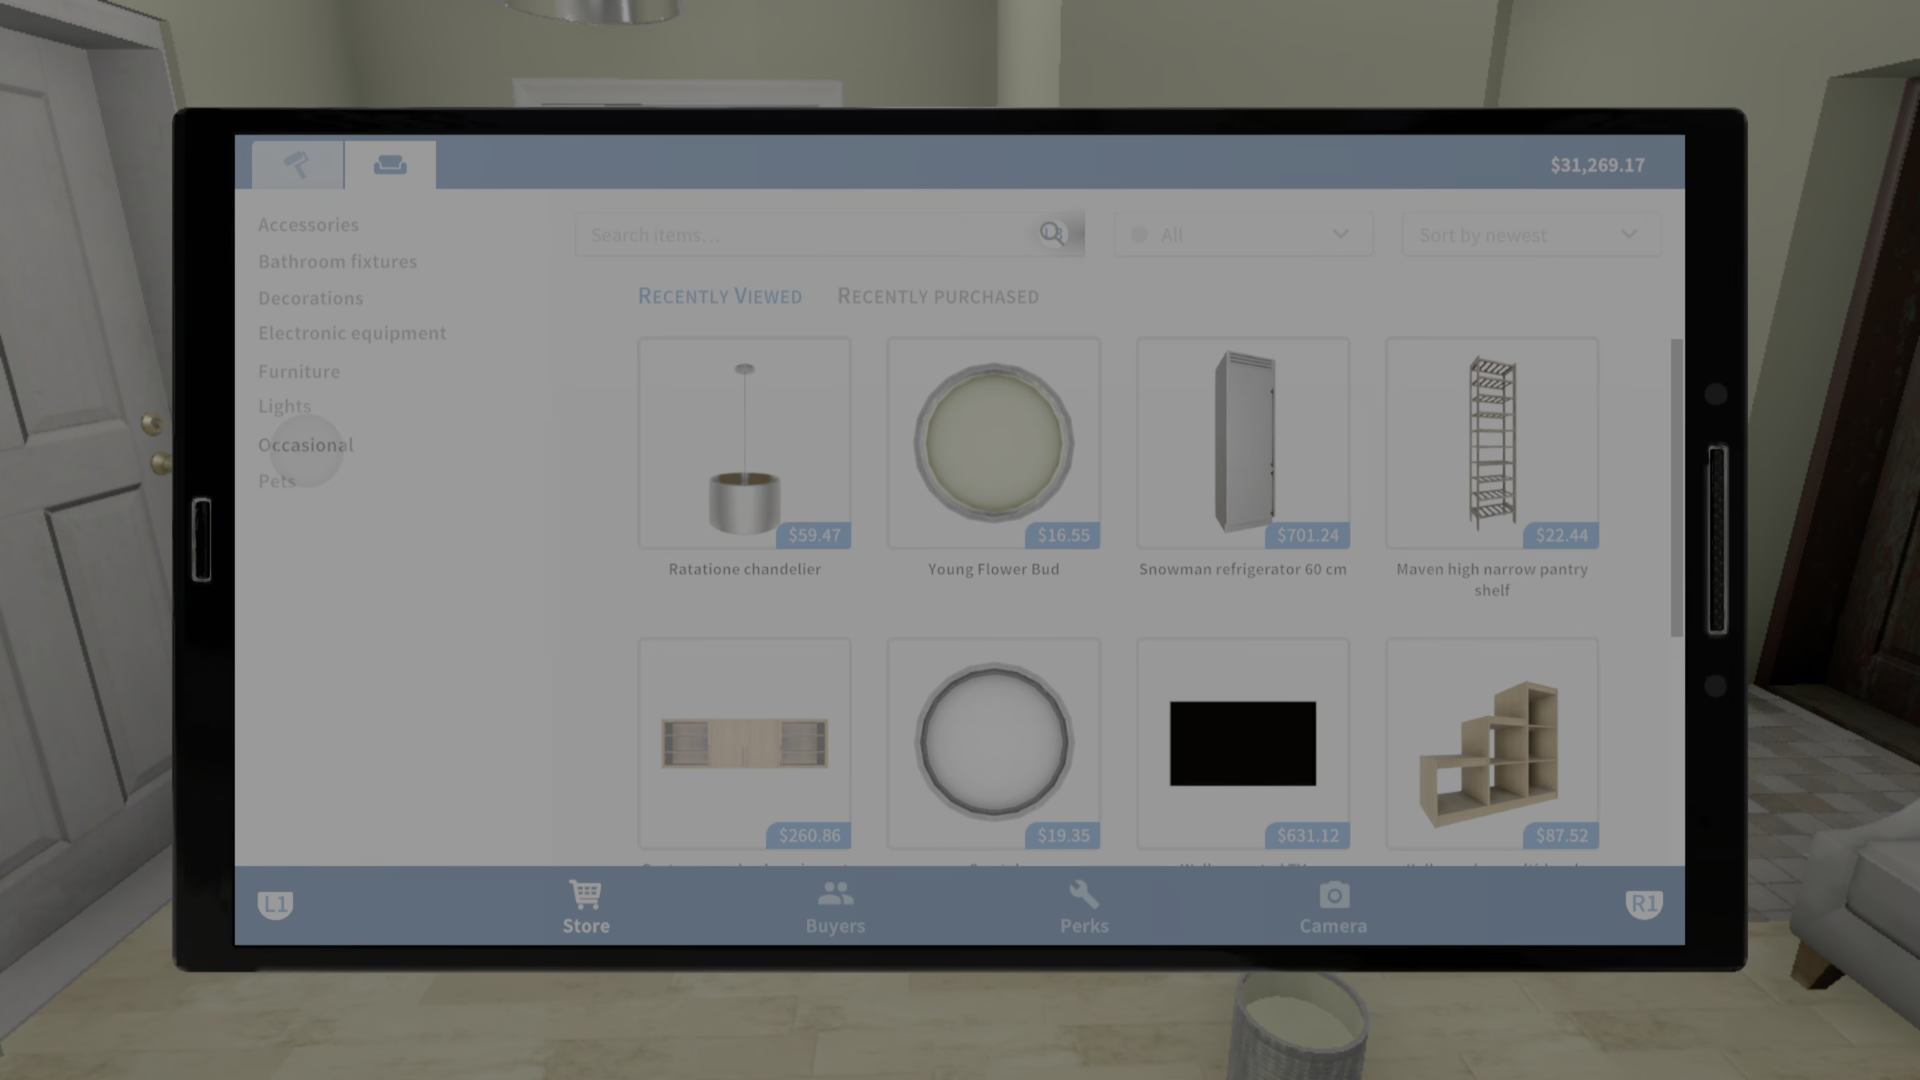 $31,269.17
Accessories
Bathroom fixtures
Decorations
Electronic equipment
Furniture
Lights
Occasional
Pets
Search items...
All
Sort by newest
RECENTLY VIEWED
RECENTLY PURCHASED
$59.47
$16.55
$701.24
$22.44
Ratatione chandelier
Young Flower Bud
Snowman refrigerator 60 cm
Maven high narrow pantry
shelf
$260.86
$19.35
$631.12
$87.52
L1
Store
Buyers
Perks
Camera
R1